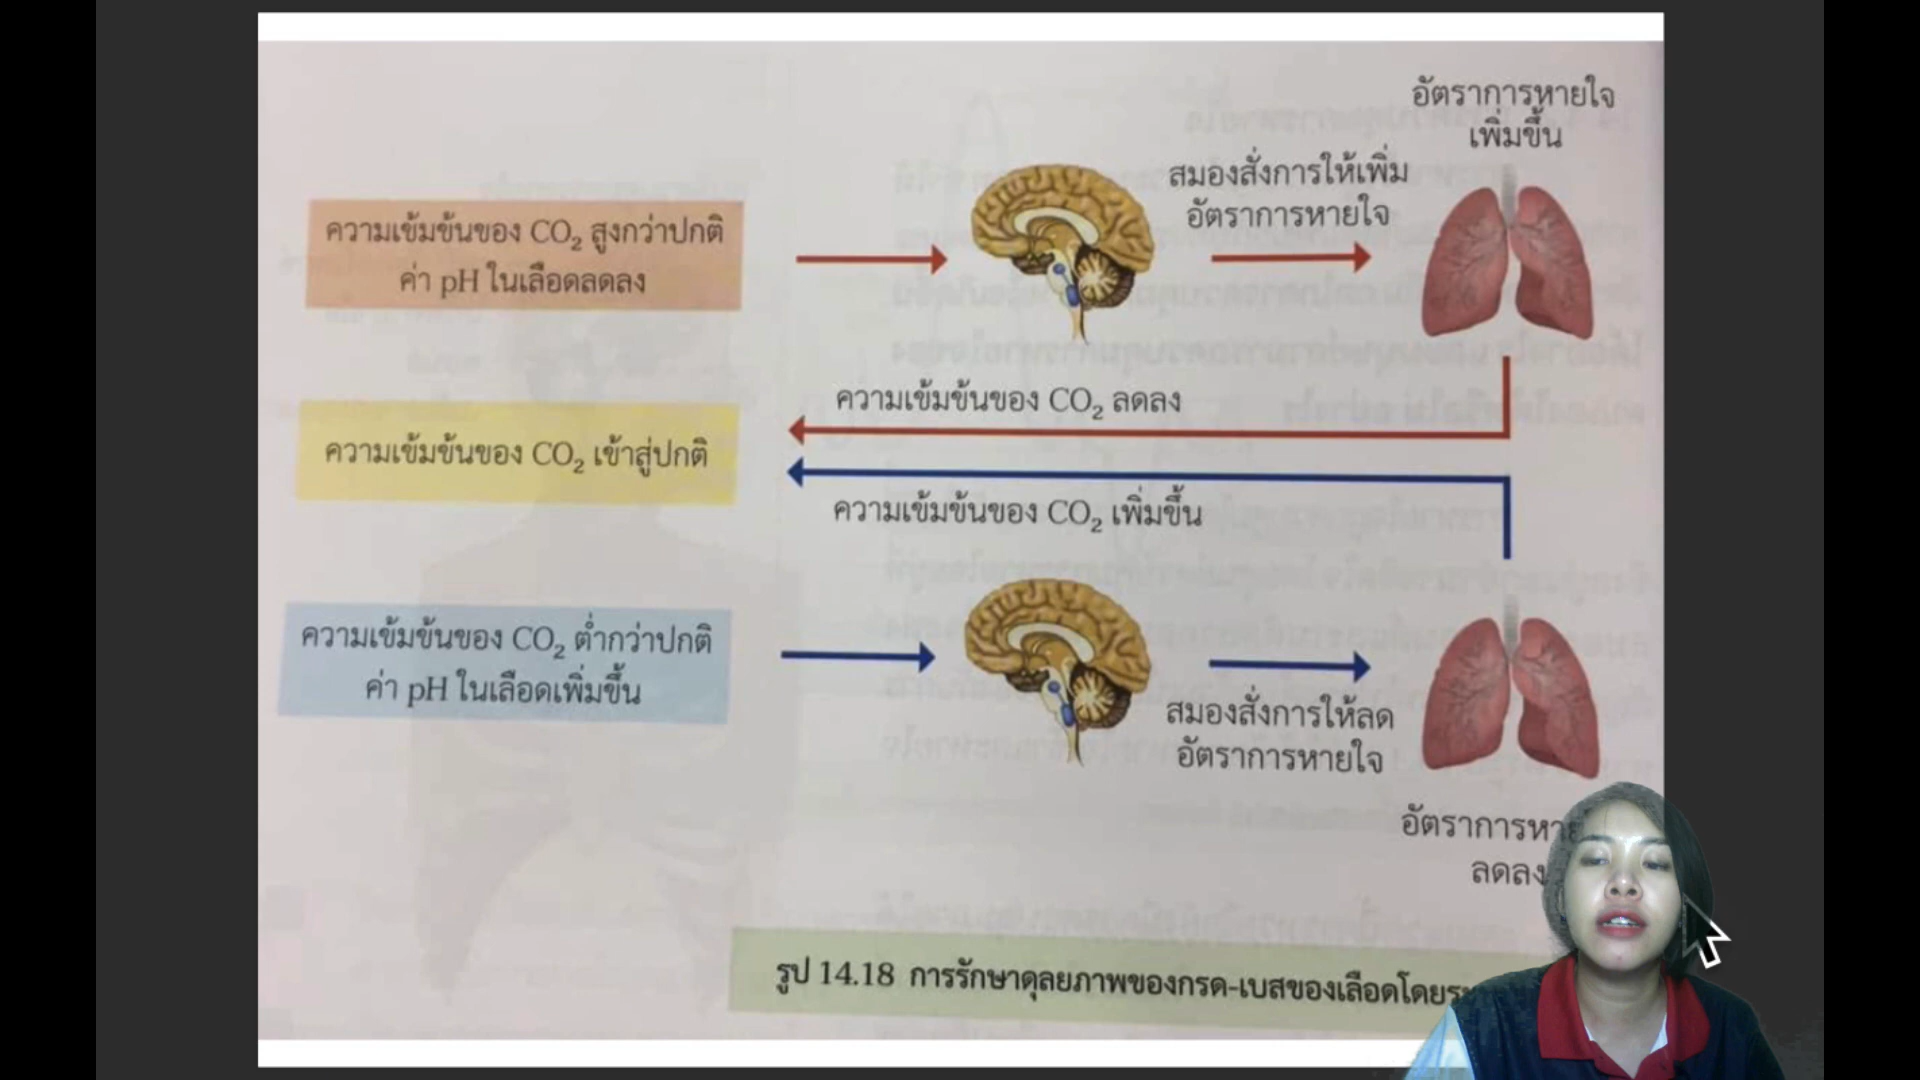 อัตราการหายใจ
เพิ่มขึ้น
สมองสั่งการให้เพิ่ม
อัตราการหายใจ
ความเข้มข้นของ CO₂ สูงกว่าปกติ
ค่า pH ในเลือดลดลง
ความเข้มข้นของ CO₂ ลดลง
ความเข้มข้นของ CO₂ เข้าสู่ปกติ
ความเข้มข้นของ CO₂ เพิ่มขึ้น
ความเข้มข้นของ CO₂ ต่ำกว่าปกติ
ค่า pH ในเลือดเพิ่มขึ้น
สมองสั่งการให้ลด
อัตราการหายใจ
อัตราการหา
ลดลง
รูป 14.18 การรักษาดุลยภาพของกรด-เบสของเลือดโดย